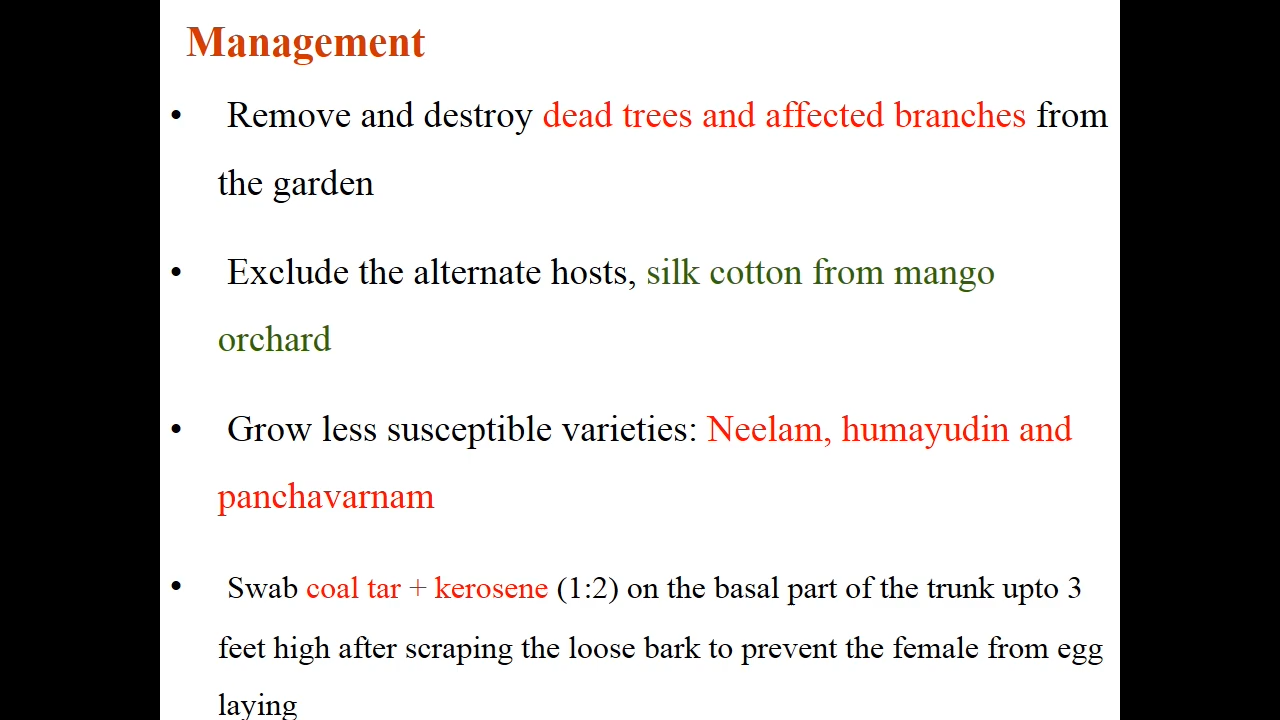 Management
• Remove and destroy dead trees and affected branches from
the garden
• Exclude the alternate hosts, silk cotton from mango
orchard
• Grow less susceptible varieties: Neelam, humayudin and
panchavarnam
• Swab coal tar + kerosene (1:2) on the basal part of the trunk upto 3
feet high after scraping the loose bark to prevent the female from egg
laying